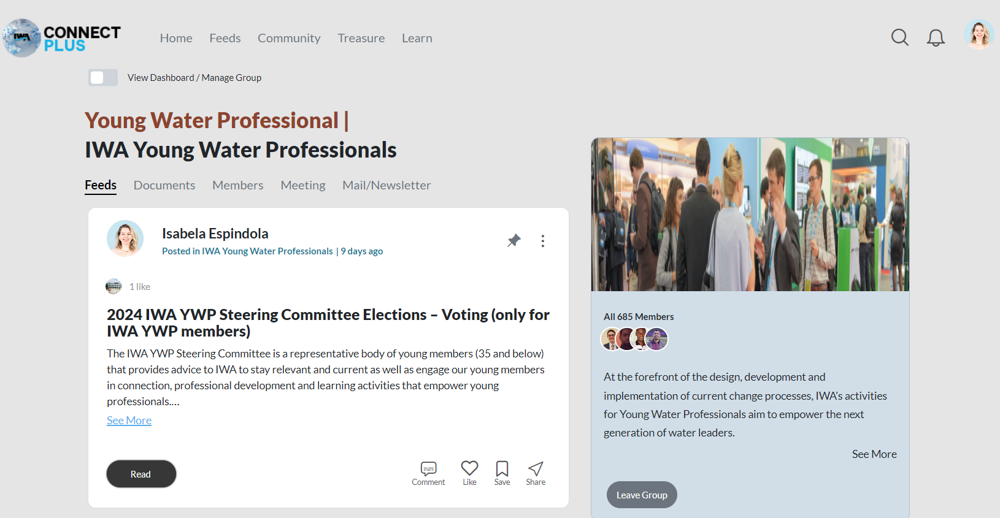 IWA CONNECT
PLUS
Home Feeds Community Treasure Learn
View Dashboard / Manage Group
Young Water Professional |
IWA Young Water Professionals
Feeds Documents Members Meeting Mail/Newsletter
Isabela Espindola
Posted in IWA Young Water Professionals | 9 days ago
1 like
2024 IWA YWP Steering Committee Elections – Voting (only for
IWA YWP members)
The IWA YWP Steering Committee is a representative body of young members (35 and below)
that provides advice to IWA to stay relevant and current as well as engage our young members
in connection, professional development and learning activities that empower young
professionals....
See More
Read
Comment Like Save Share
All 685 Members
At the forefront of the design, development and
implementation of current change processes, IWA’s activities
for Young Water Professionals aim to empower the next
generation of water leaders.
See More
Leave Group